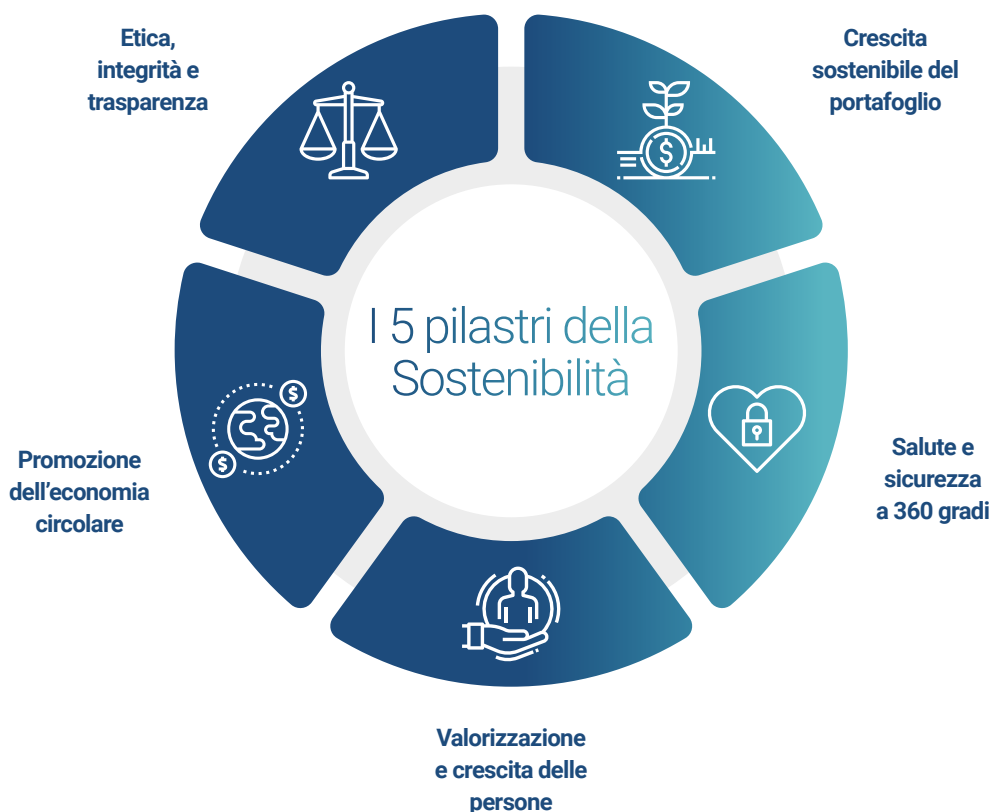 Etica,
integrità e
trasparenza
Crescita
sostenibile del
portafoglio
I 5 pilastri della
Sostenibilità
Promozione
dell’economia
circolare
Salute e
sicurezza
a 360 gradi
Valorizzazione
e crescita delle
persone
$
$
$